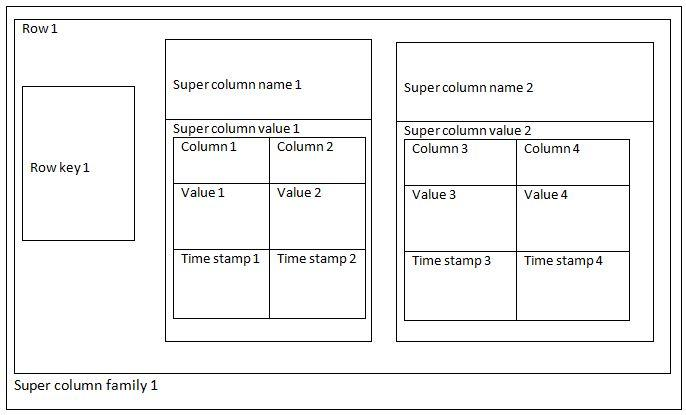 Row 1
Row key 1
Super column name 1
Super column value 1
Column 1 Column 2
Value 1 Value 2
Time stamp 1 Time stamp 2
Super column name 2
Super column value 2
Column 3 Column 4
Value 3 Value 4
Time stamp 3 Time stamp 4
Super column family 1